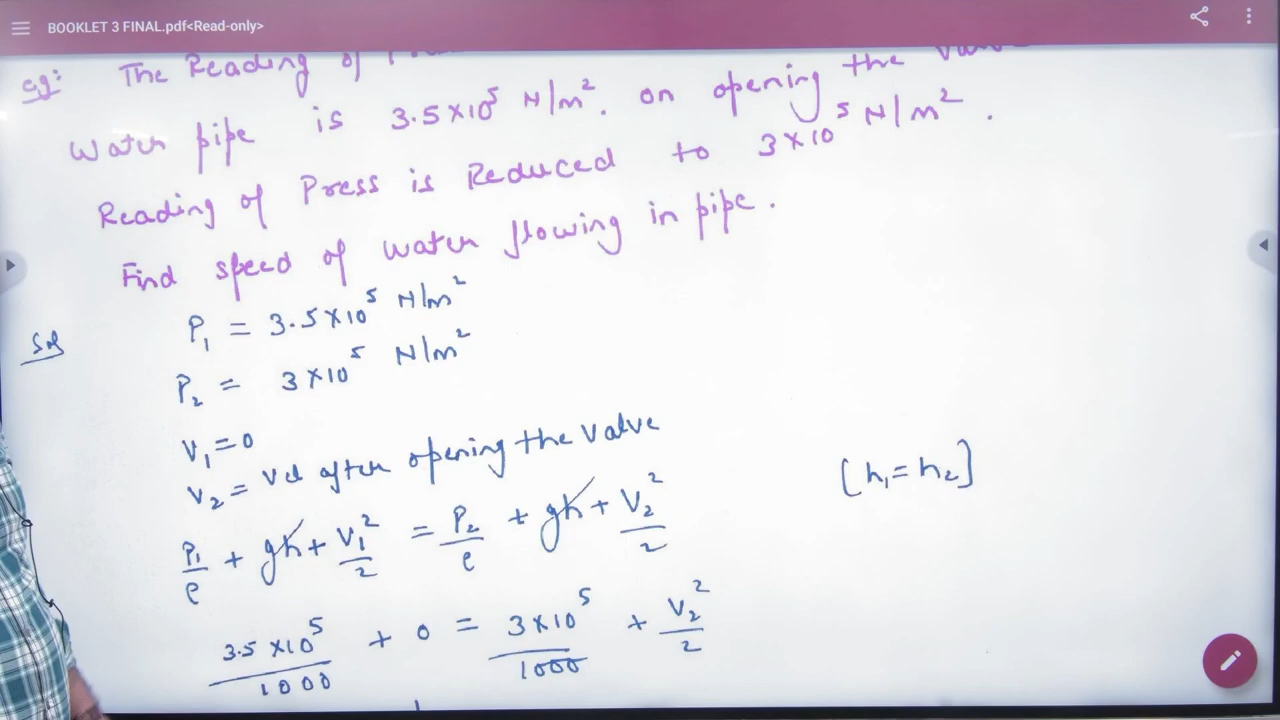 BOOKLET 3 FINAL.pdf<Read-only>
eg: The Reading of
Water pipe is 3.5×10⁵ N/m². on opening the
Reading of Press is Reduced to 3×10⁵ N/m².
Find speed of water flowing in pipe.
Sol P₁ = 3.5×10⁵ N/m²
P₂ = 3×10⁵ N/m²
V₁=0
V₂ = Vel after opening the valve
P₁/ρ + gh + V₁²/2 = P₂/ρ + gh + V₂²/2 [h₁=h₂]
3.5×10⁵/1000 + 0 = 3×10⁵/1000 + V₂²/2